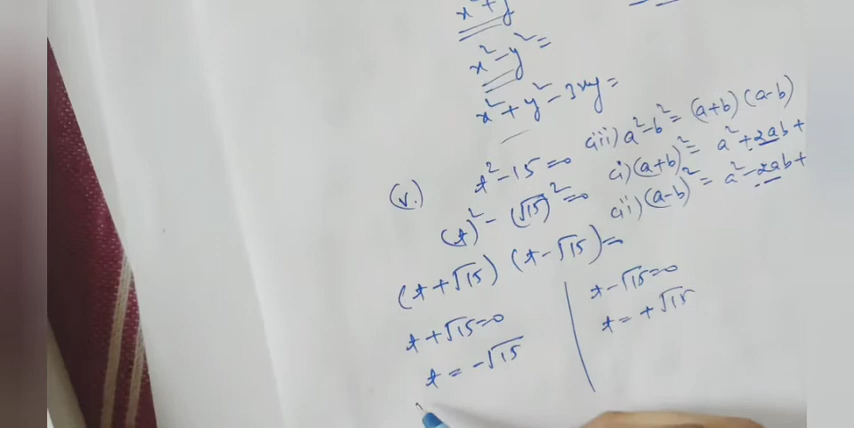 x² + y
x² - y² =
x² + y² - 3xy =
(v.) t² - 15 = 0 (iii) a² - b² = (a+b) (a-b)
(t)² - (√15)² = 0 (i) (a+b)² = a² + 2ab +
(ii) (a-b)² = a² - 2ab +
(t + √15) (t - √15) =
t + √15 = 0
t = - √15
t - √15 = 0
t = + √15